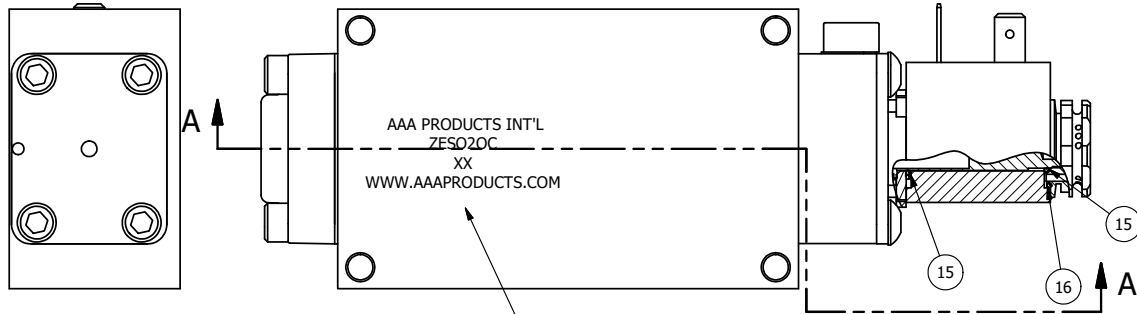 A
AAA PRODUCTS INT'L
ZESO2OC
XX
WWW.AAAPRODUCTS.COM
15
15
16
A